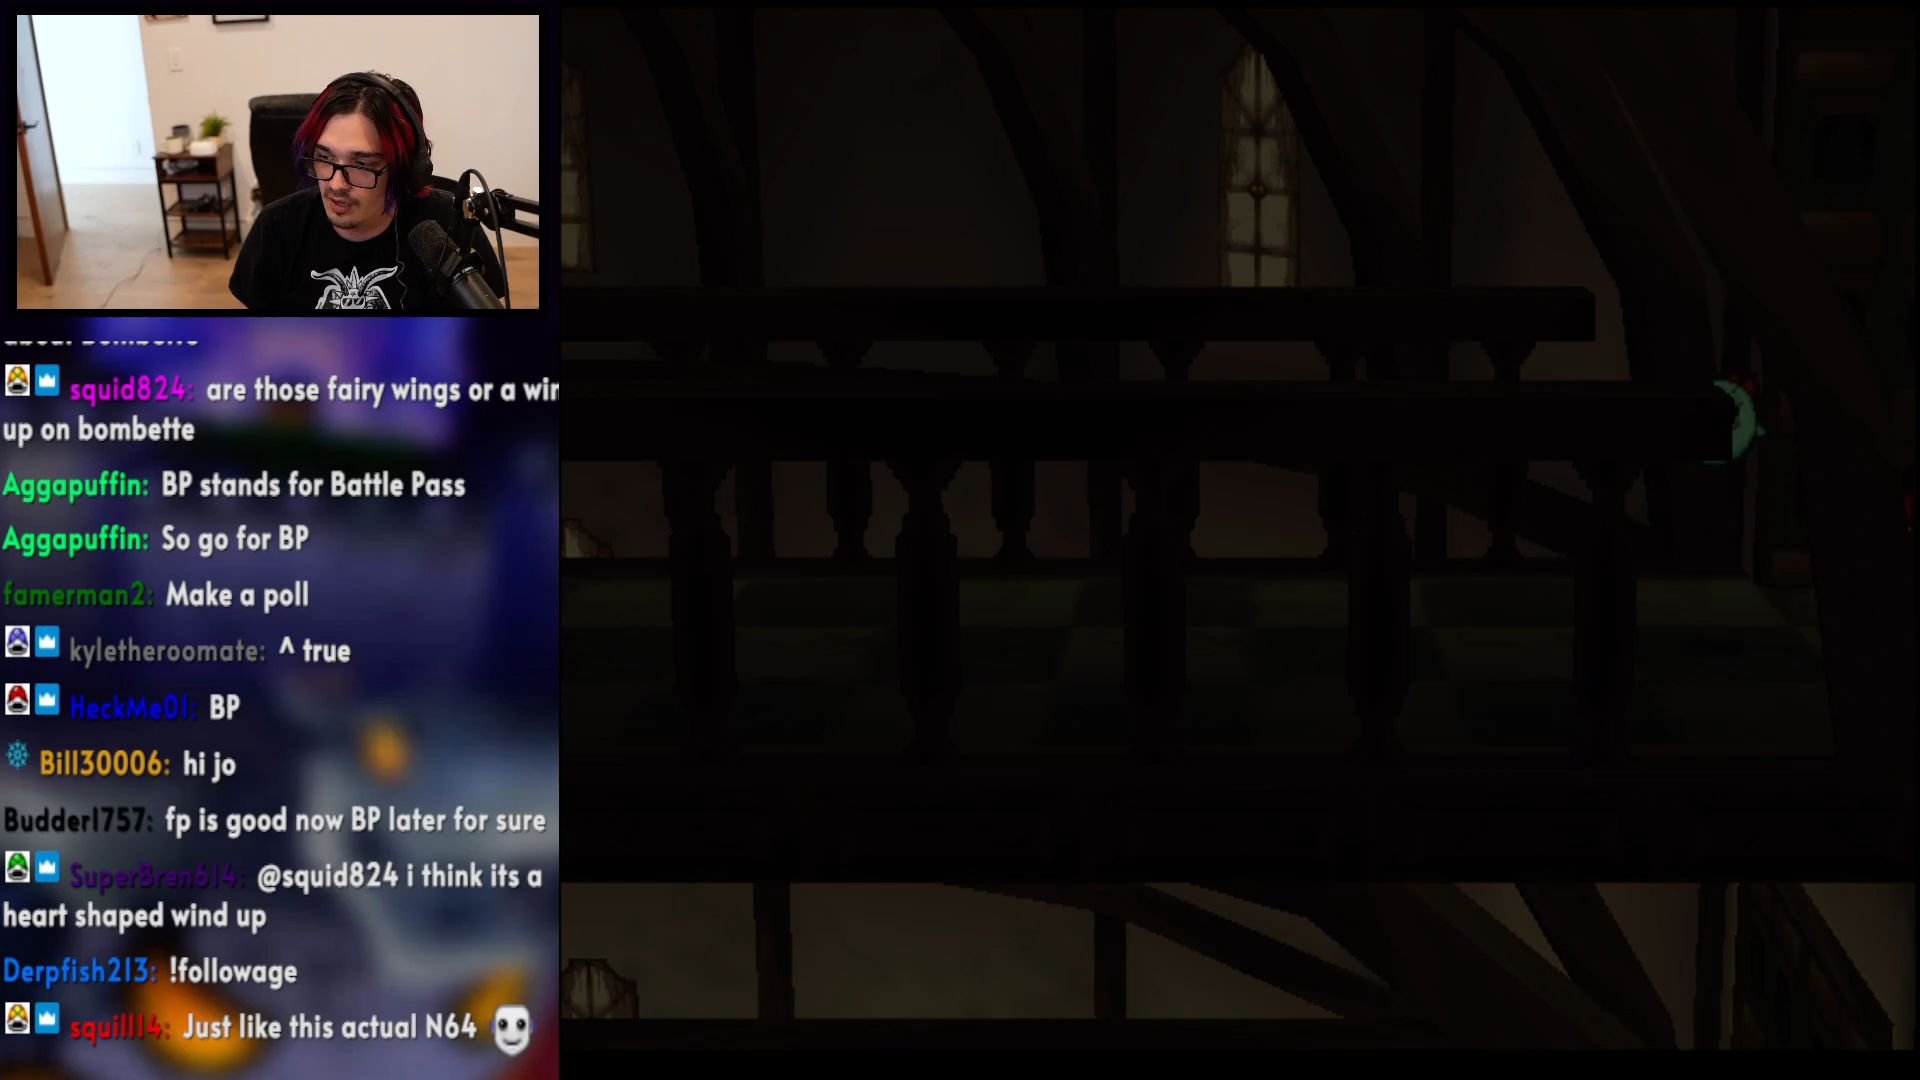 squid824: are those fairy wings or a win
up on bombette
Aggapuffin: BP stands for Battle Pass
Aggapuffin: So go for BP
famerman2: Make a poll
kyletheroomate: ^ true
HeckMe01: BP
Bill30006: hi jo
Budder1757: fp is good now BP later for sure
SuperBren614: @squid824 i think its a
heart shaped wind up
Derpfish213: !followage
squill14: Just like this actual N64